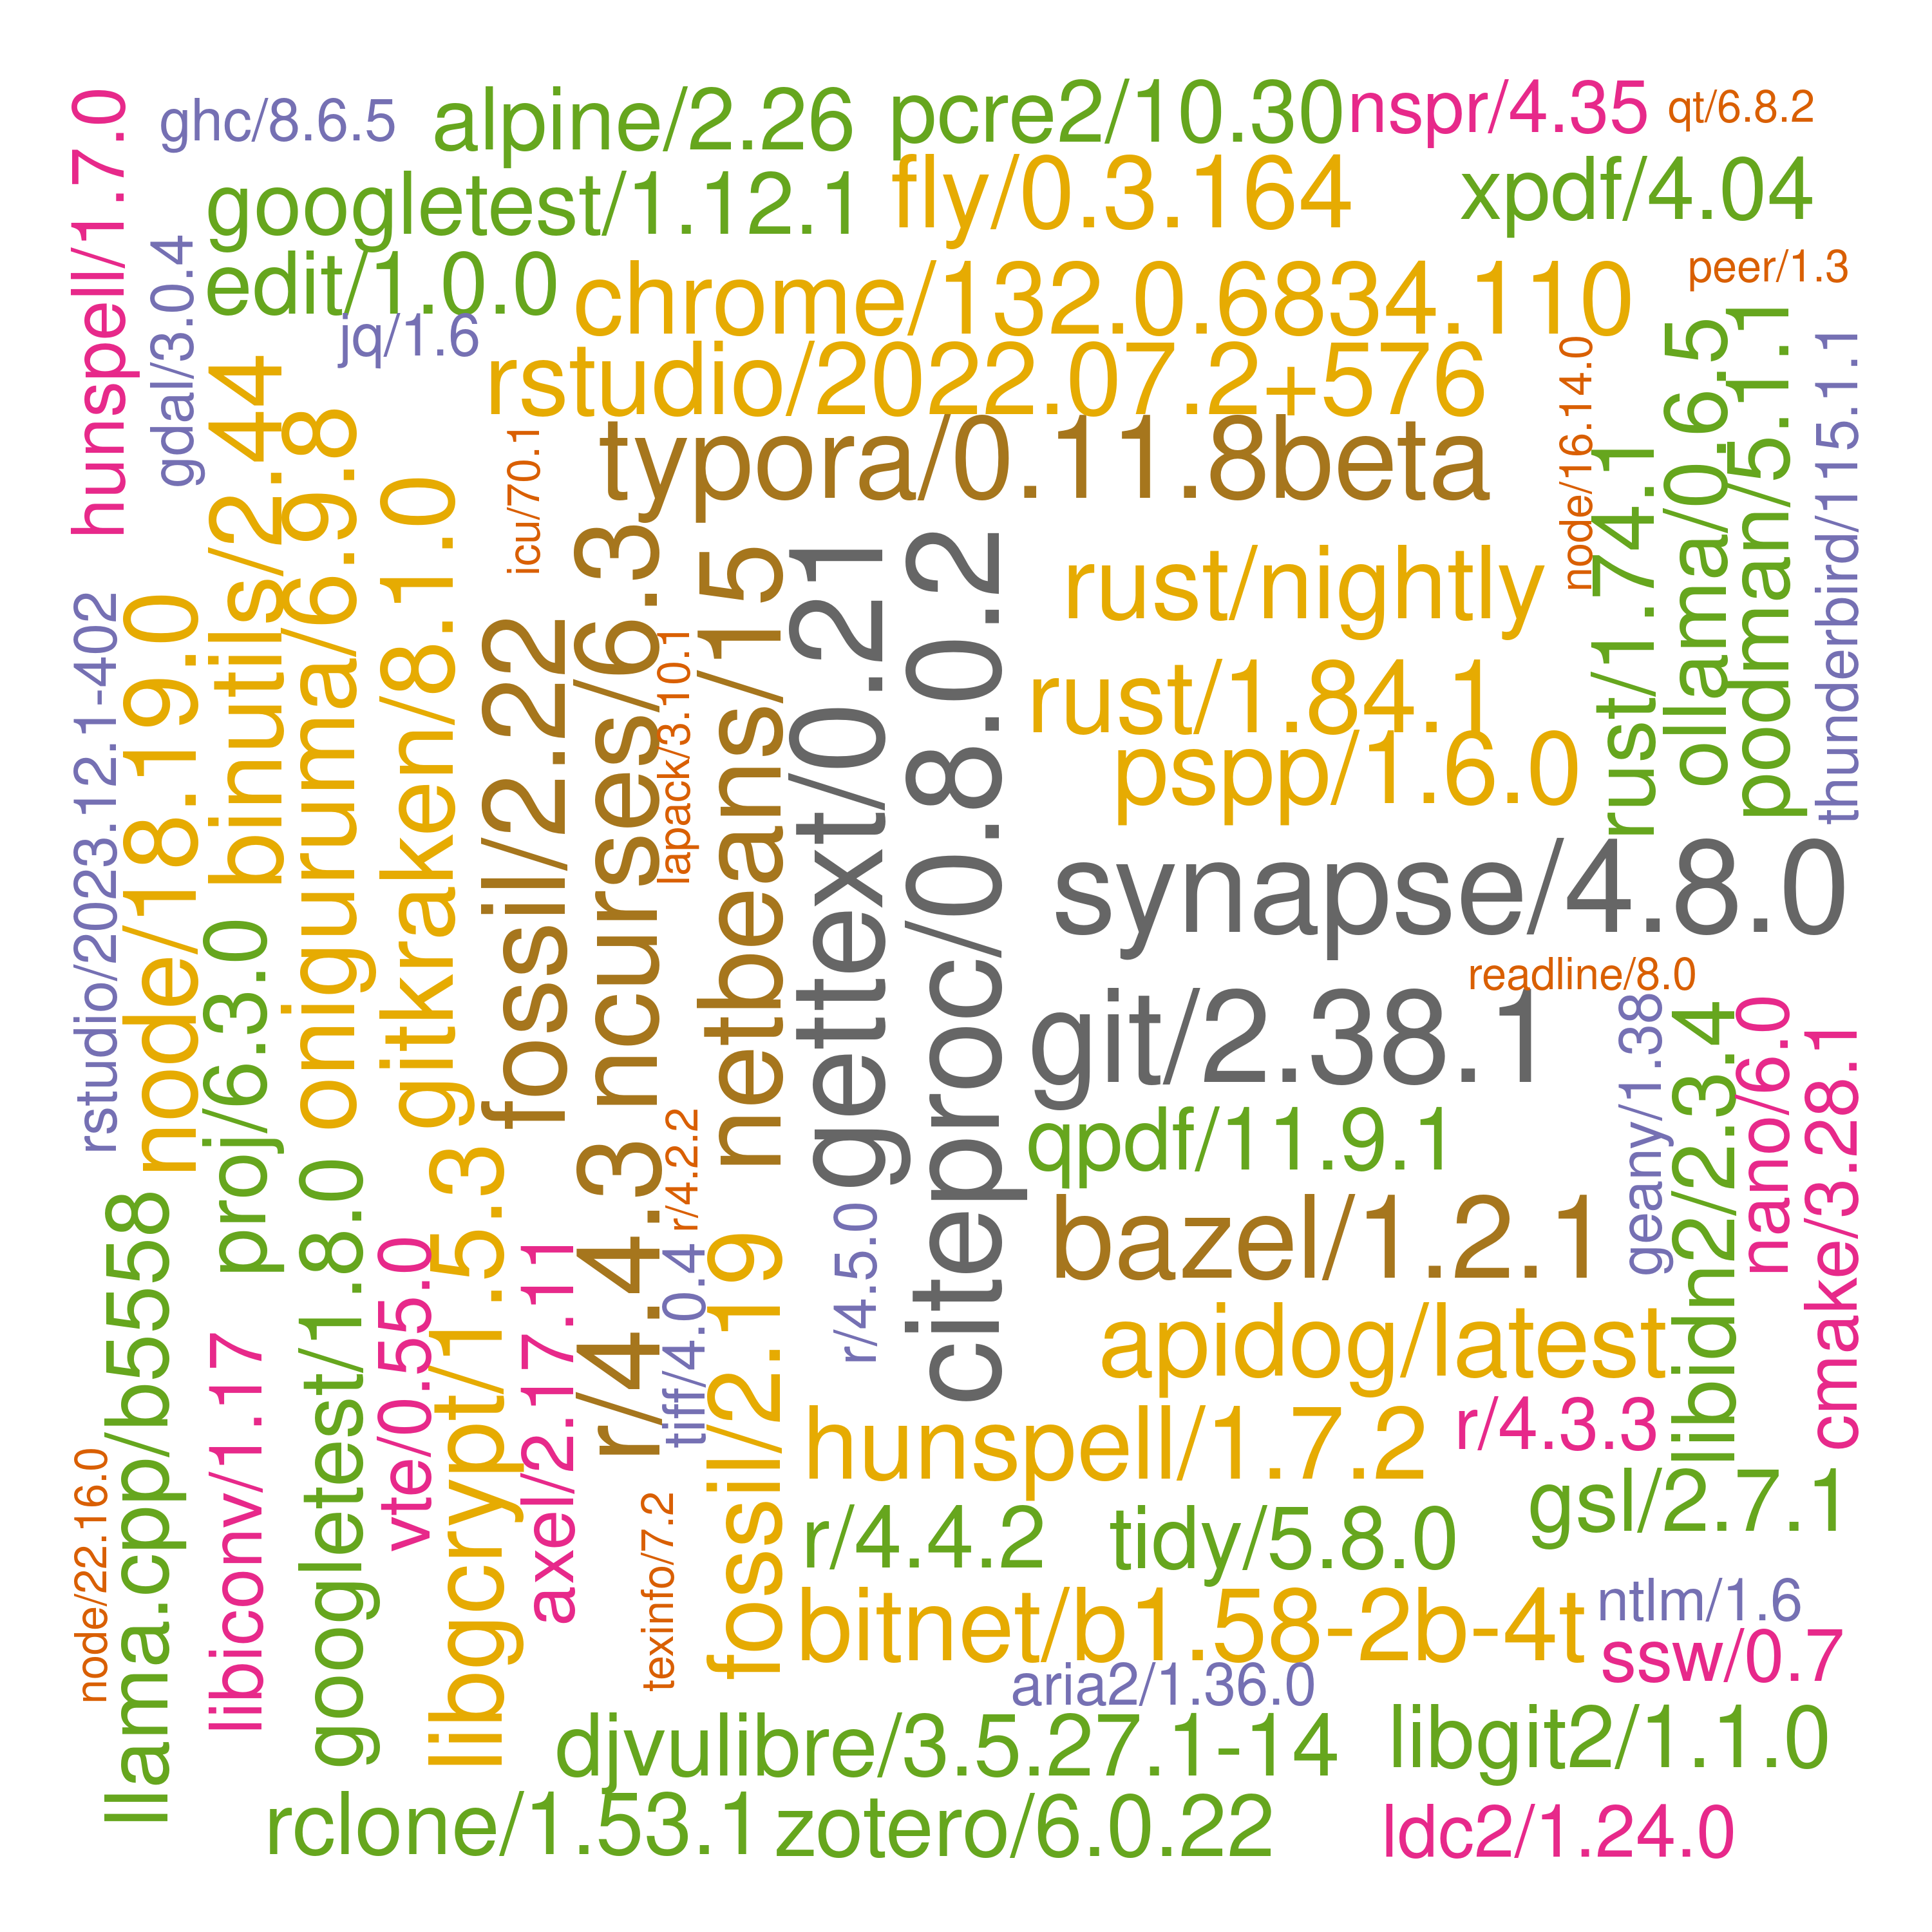 hunspell/1.7.0
ghc/8.6.5
alpine/2.26
pcre2/10.30
nspr/4.35
qt/6.8.2
googletest/1.12.1
fly/0.3.164
xpdf/4.04
gdal/3.0.4
edit/1.0.0
chrome/132.0.6834.110
peer/1.3
jq/1.6
rstudio/2022.07.2+576
typora/0.11.8beta
icu/70.1
node/16.14.0
rust/1.74.1
ollama/0.6.5
podman/5.1.1
thunderbird/115.1.1
rstudio/2023.12.1-402
node/18.19.0
binutils/2.44
oniguruma/6.9.8
gitkraken/8.1.0
fossil/2.22
ncurses/6.3
lapack/3.10.1
netbeans/15
gettext/0.21
citeproc/0.8.0.2
rust/nightly
rust/1.84.1
pspp/1.6.0
synapse/4.8.0
readline/8.0
git/2.38.1
qpdf/11.9.1
bazel/1.2.1
geany/1.38
libidn2/2.3.4
nano/6.0
cmake/3.28.1
proj/6.3.0
llama.cpp/b5558
node/22.16.0
libiconv/1.17
googletest/1.8.0
vte/0.55.0
libgcrypt/1.5.3
axel/2.17.11
r/4.4.3
r/4.2.2
tiff/4.0.4
texinfo/7.2
fossil/2.19
r/4.5.0
apidog/latest
hunspell/1.7.2
r/4.3.3
gsl/2.7.1
r/4.4.2
tidy/5.8.0
bitnet/b1.58-2b-4t
ntlm/1.6
ssw/0.7
aria2/1.36.0
djvulibre/3.5.27.1-14
libgit2/1.1.0
rclone/1.53.1
zotero/6.0.22
ldc2/1.24.0